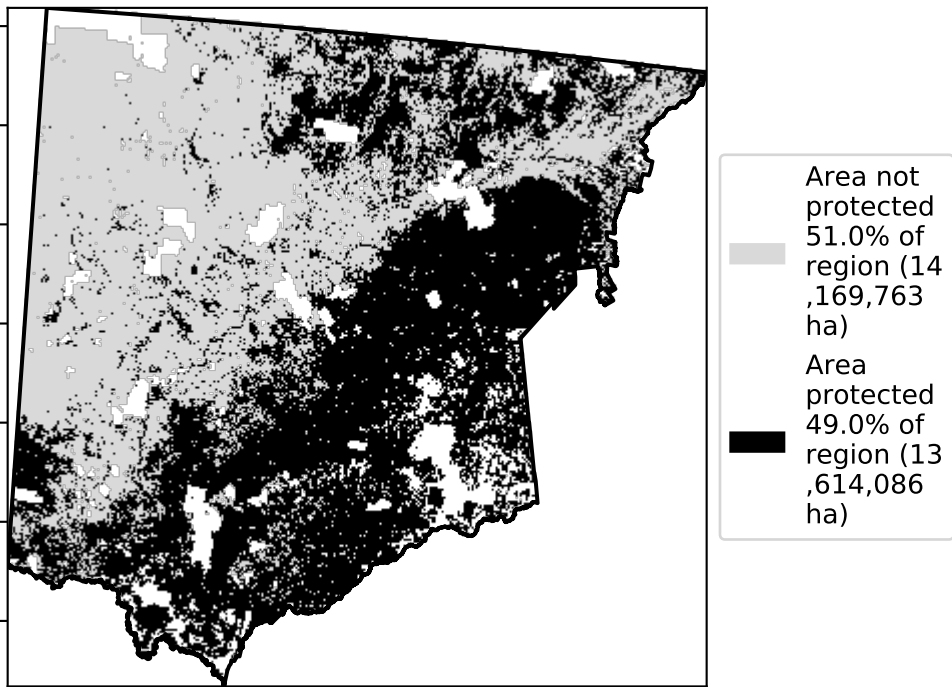 Area not
protected
51.0% of
region (14
,169,763
ha)
Area
protected
49.0% of
region (13
,614,086
ha)